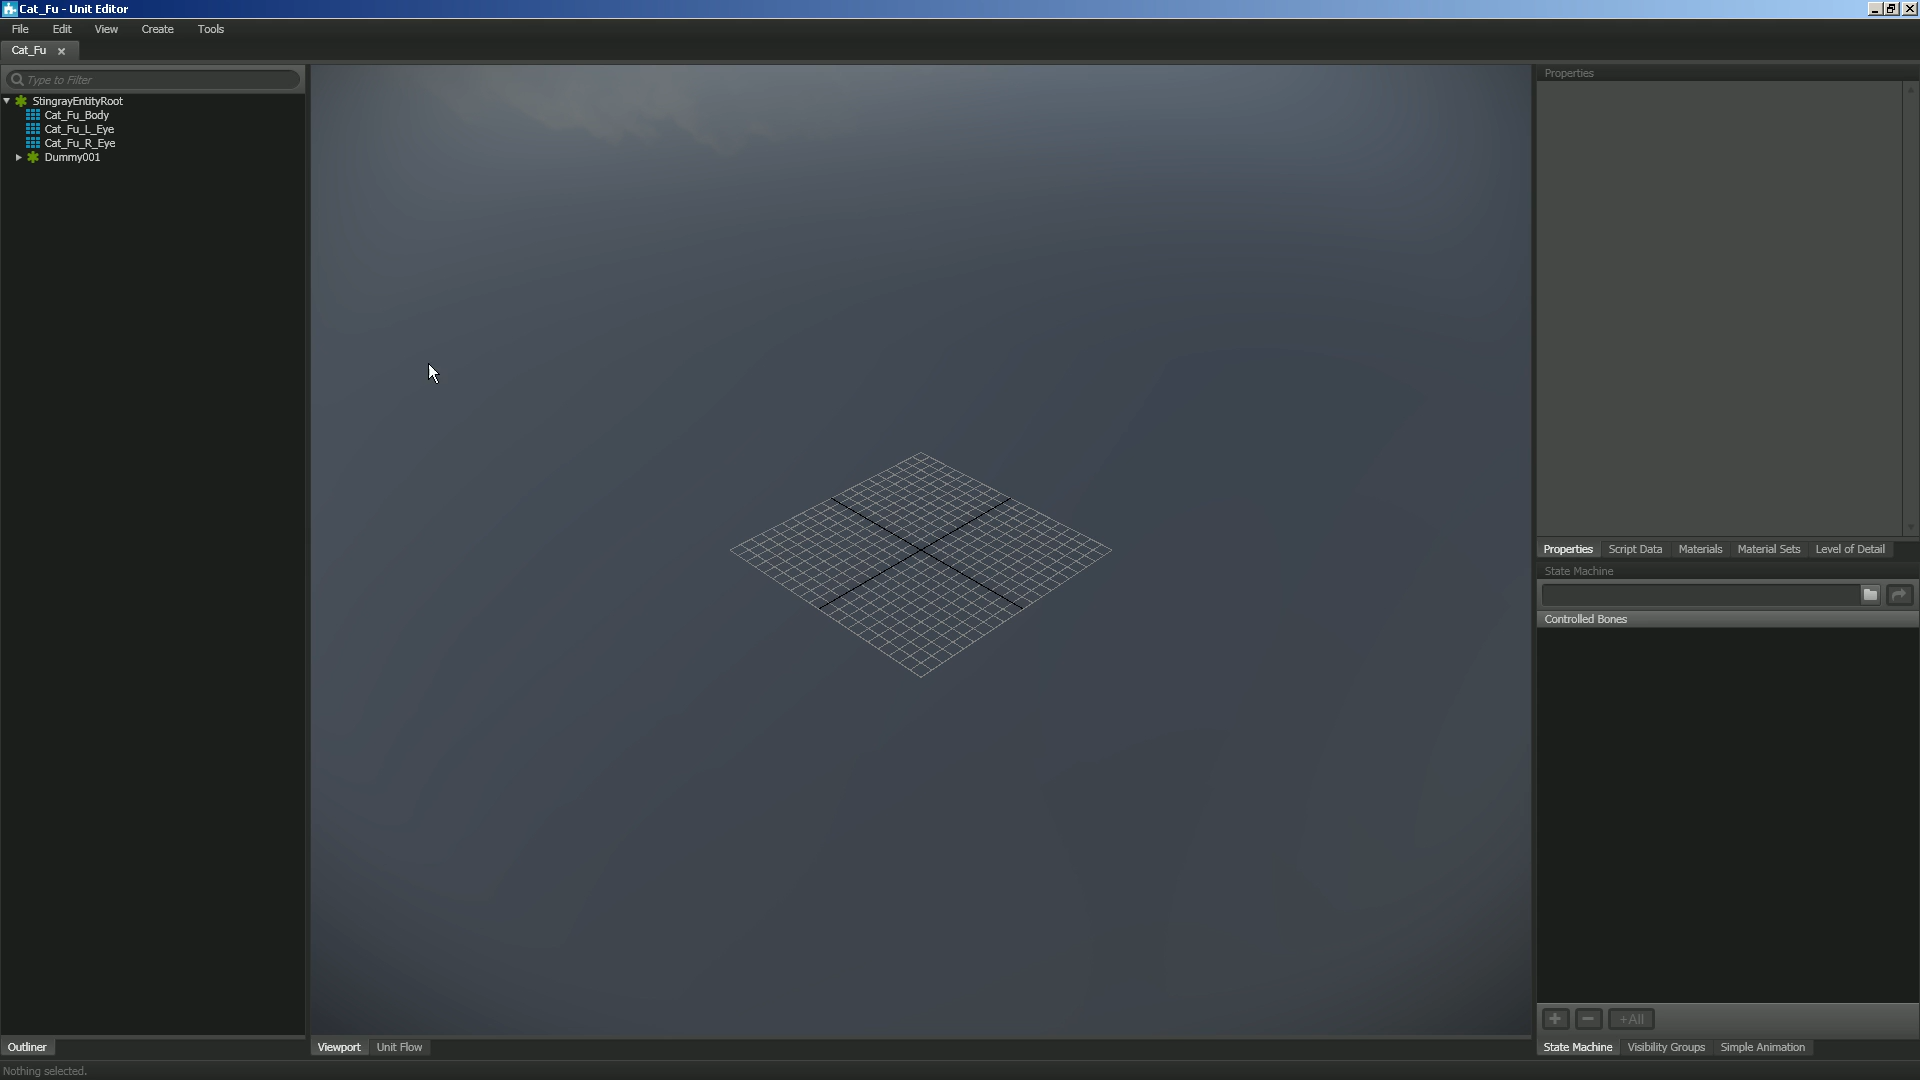 Cat_Fu - Unit Editor
File Edit View Create Tools
Cat_Fu
Type to Filter
StingrayEntityRoot
Cat_Fu_Body
Cat_Fu_L_Eye
Cat_Fu_R_Eye
Dummy001
Outliner
Viewport Unit Flow
Properties
Properties Script Data Materials Material Sets Level of Detail
State Machine
Controlled Bones
+All
State Machine Visibility Groups Simple Animation
Nothing selected.